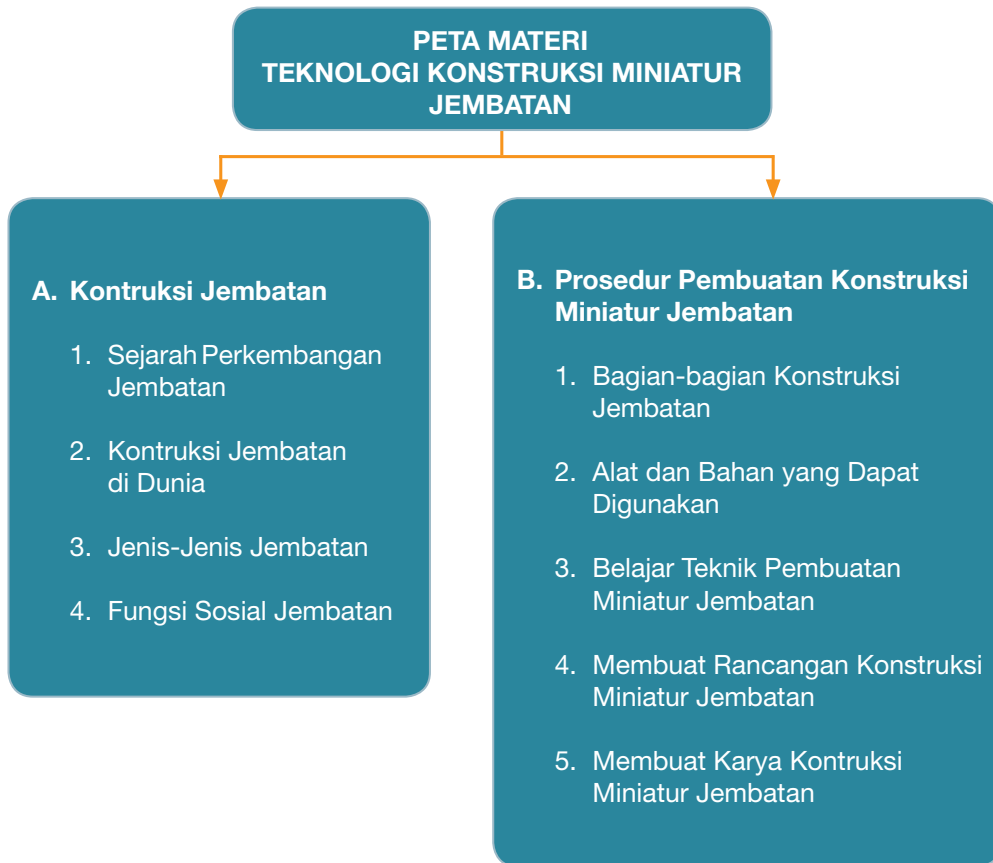 PETA MATERI
TEKNOLOGI KONSTRUKSI MINIATUR
JEMBATAN
A. Kontruksi Jembatan
1. Sejarah Perkembangan
Jembatan
2. Kontruksi Jembatan
di Dunia
3. Jenis-Jenis Jembatan
4. Fungsi Sosial Jembatan
B. Prosedur Pembuatan Konstruksi
Miniatur Jembatan
1. Bagian-bagian Konstruksi
Jembatan
2. Alat dan Bahan yang Dapat
Digunakan
3. Belajar Teknik Pembuatan
Miniatur Jembatan
4. Membuat Rancangan Konstruksi
Miniatur Jembatan
5. Membuat Karya Kontruksi
Miniatur Jembatan